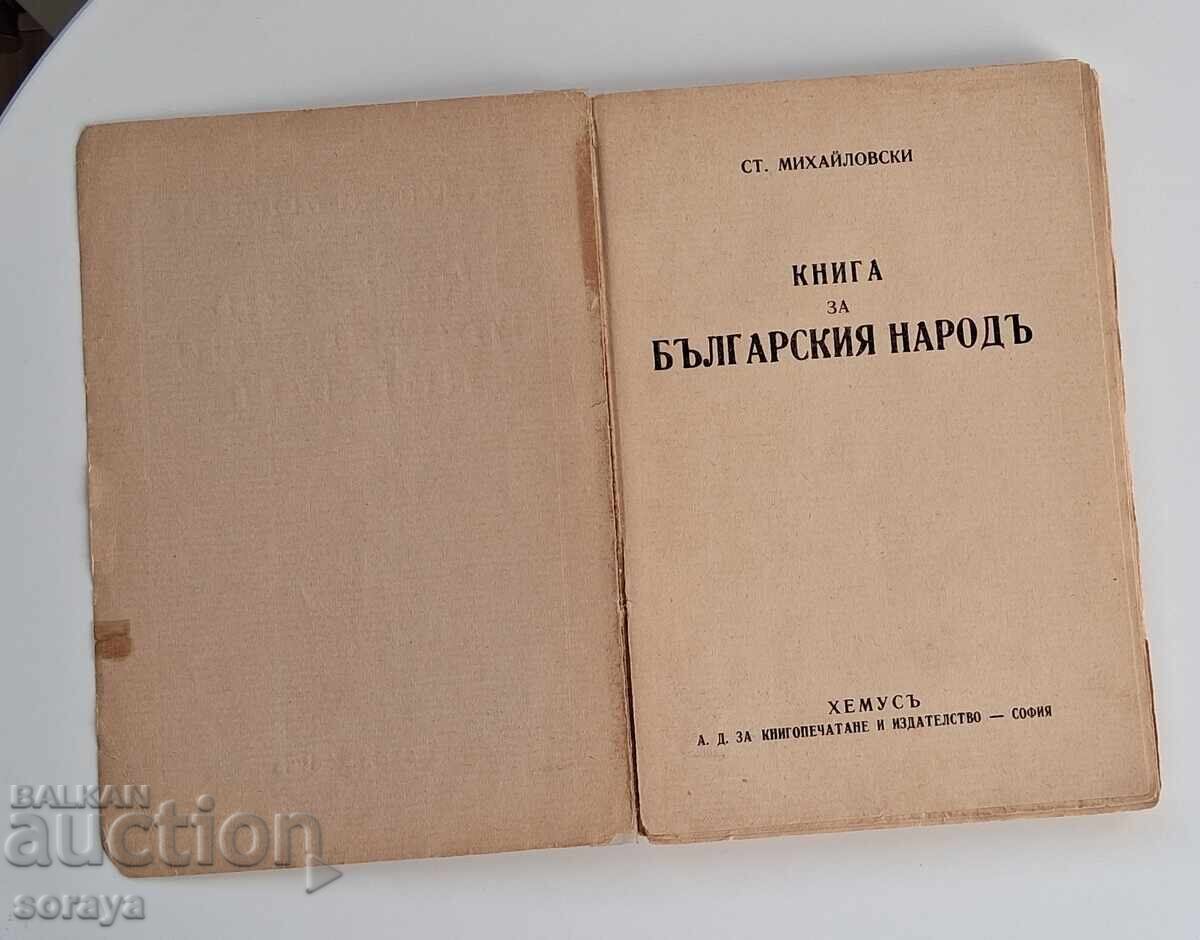 СТ. МИХАЙЛОВСКИ
КНИГА
ЗА
БЪЛГАРСКИЯ НАРОДЪ
ХЕМУСЪ
А. Д. ЗА КНИГОПЕЧАТАНЕ И ИЗДАТЕЛСТВО — СОФИЯ
BALKAN
auction
soraya